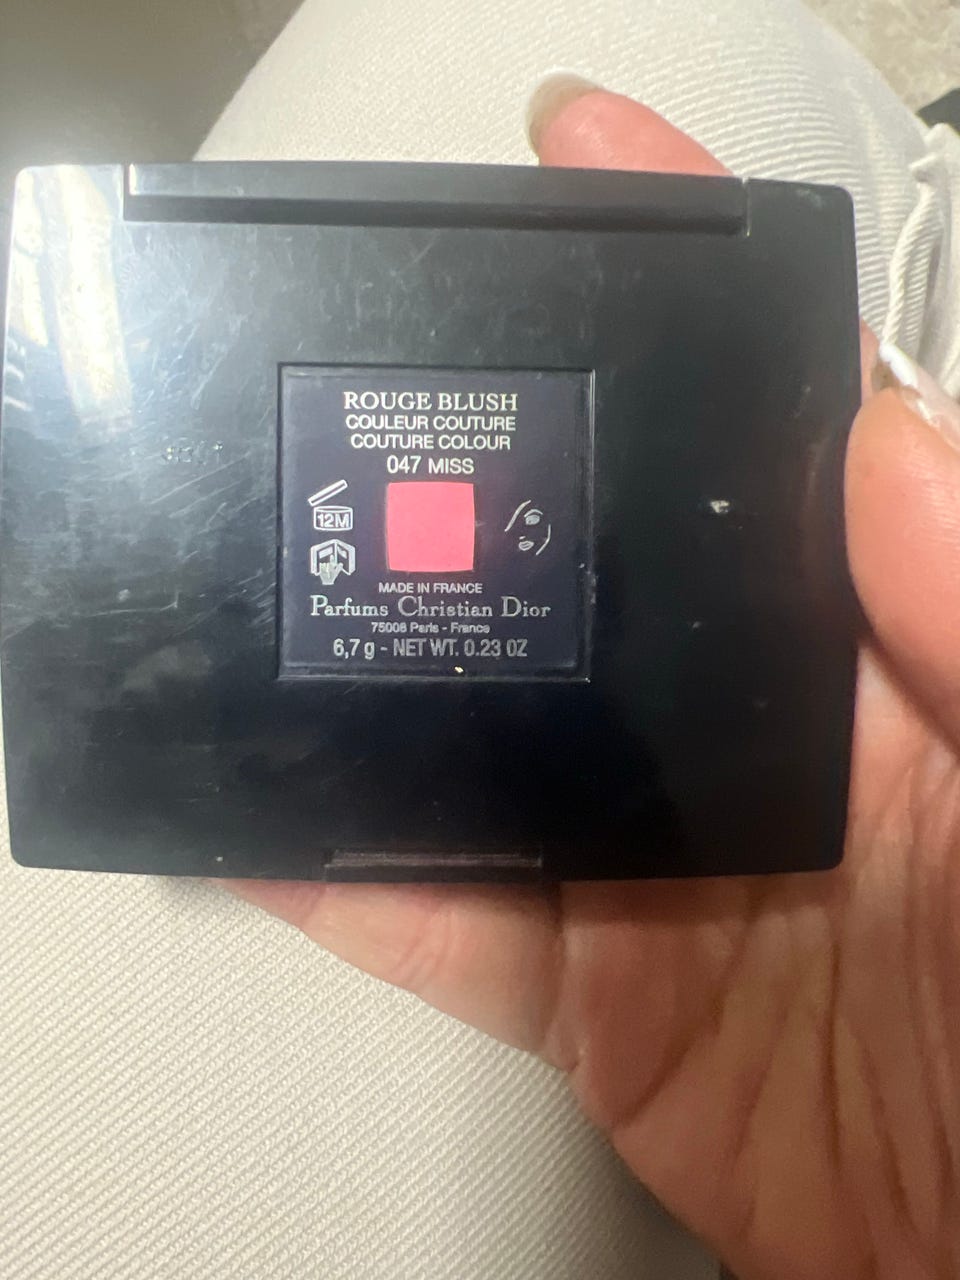 ROUGE BLUSH
COULEUR COUTURE
COUTURE COLOUR
047 MISS
12M
MADE IN FRANCE
Parfums Christian Dior
75008 Paris - France
6,7 g - NET WT. 0.23 OZ